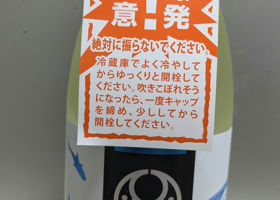 意!発
絶対に振らないでください。
冷蔵庫でよく冷やして
からゆっくりと開栓して
ください。吹きこぼれそう
になったら、一度キャップ
を締め、少ししてから
開栓してください。